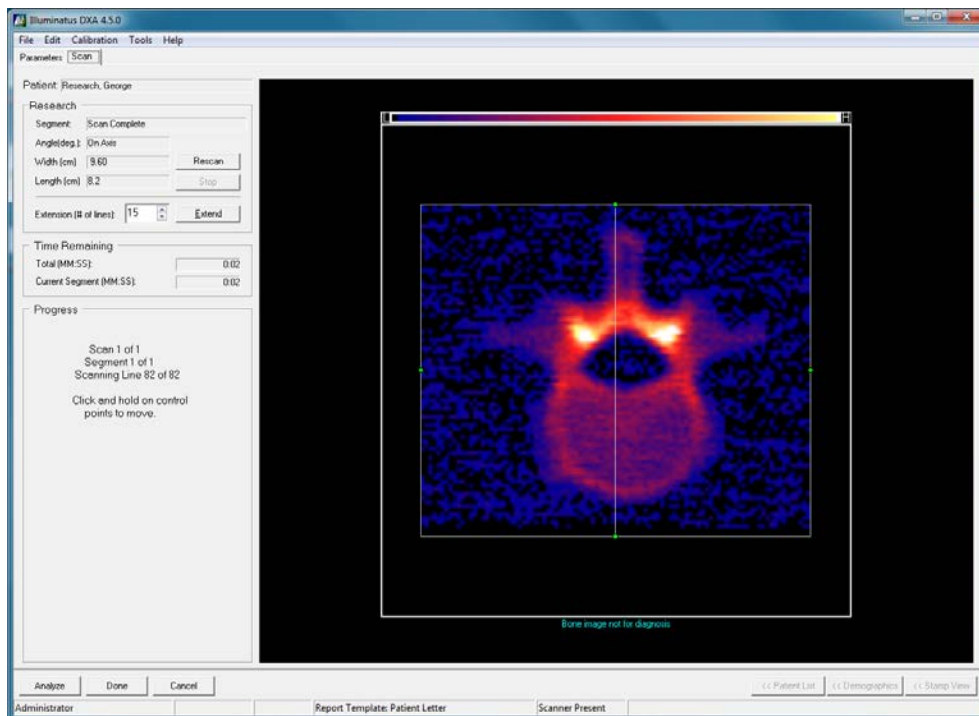 Illuminatus DXA 4.5.0
File Edit Calibration Tools Help
Parameters Scan
Patient: Research, George
Research
Segment: Scan Complete
Angle(deg.): On Axis
Width (cm) 9.60 Rescan
Length (cm) 8.2 Stop
Extension (# of lines): 15 Extend
Time Remaining
Total (MM:SS): 0:02
Current Segment (MM:SS): 0:02
Progress
Scan 1 of 1
Segment 1 of 1
Scanning Line 82 of 82
Click and hold on control
points to move.
L H
Bone image not for diagnosis
Analyze Done Cancel << Patient List << Demographics << Stamp View
Administrator Report Template: Patient Letter Scanner Present